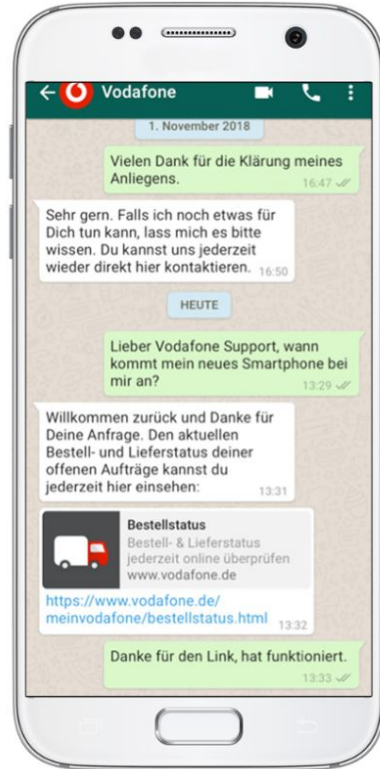 Vodafone
1. November 2018
Vielen Dank für die Klärung meines
Anliegens.
16:47
Sehr gern. Falls ich noch etwas für
Dich tun kann, lass mich es bitte
wissen. Du kannst uns jederzeit
wieder direkt hier kontaktieren. 16:50
HEUTE
Lieber Vodafone Support, wann
kommt mein neues Smartphone bei
mir an?
13:29
Willkommen zurück und Danke für
Deine Anfrage. Den aktuellen
Bestell- und Lieferstatus deiner
offenen Aufträge kannst du
jederzeit hier einsehen:
13:31
Bestellstatus
Bestell- & Lieferstatus
jederzeit online überprüfen
www.vodafone.de
https://www.vodafone.de/
meinvodafone/bestellstatus.html 13:32
Danke für den Link, hat funktioniert.
13:33